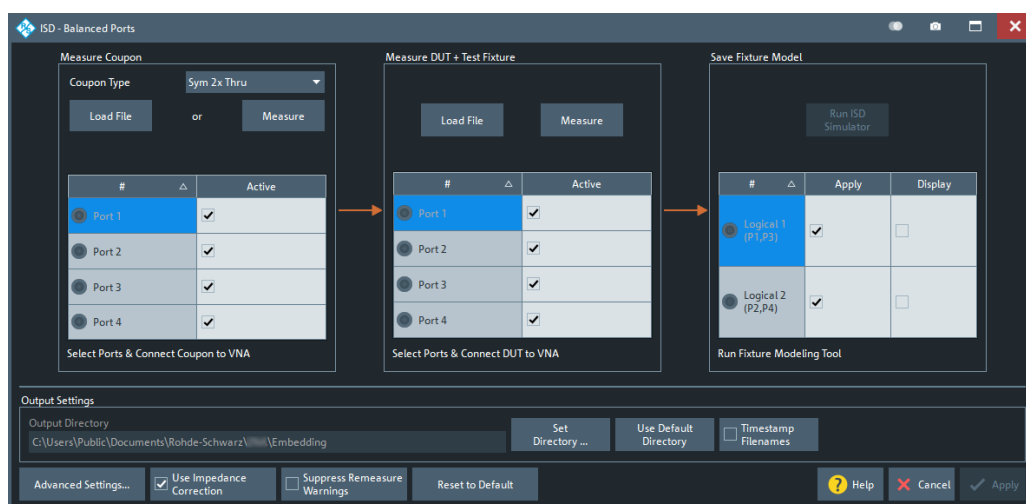 ISD - Balanced Ports
Measure Coupon
Coupon Type
Sym 2x Thru
Load File
or
Measure
# Active
Port 1
Port 2
Port 3
Port 4
Select Ports & Connect Coupon to VNA
Measure DUT + Test Fixture
Load File
Measure
# Active
Port 1
Port 2
Port 3
Port 4
Select Ports & Connect DUT to VNA
Save Fixture Model
Run ISD
Simulator
# Apply Display
Logical 1
(P1,P3)
Logical 2
(P2,P4)
Run Fixture Modeling Tool
Output Settings
Output Directory
C:\Users\Public\Documents\Rohde-Schwarz\ \Embedding
Set
Directory ...
Use Default
Directory
Timestamp
Filenames
Advanced Settings...
Use Impedance
Correction
Suppress Remeasure
Warnings
Reset to Default
? Help
Cancel
Apply